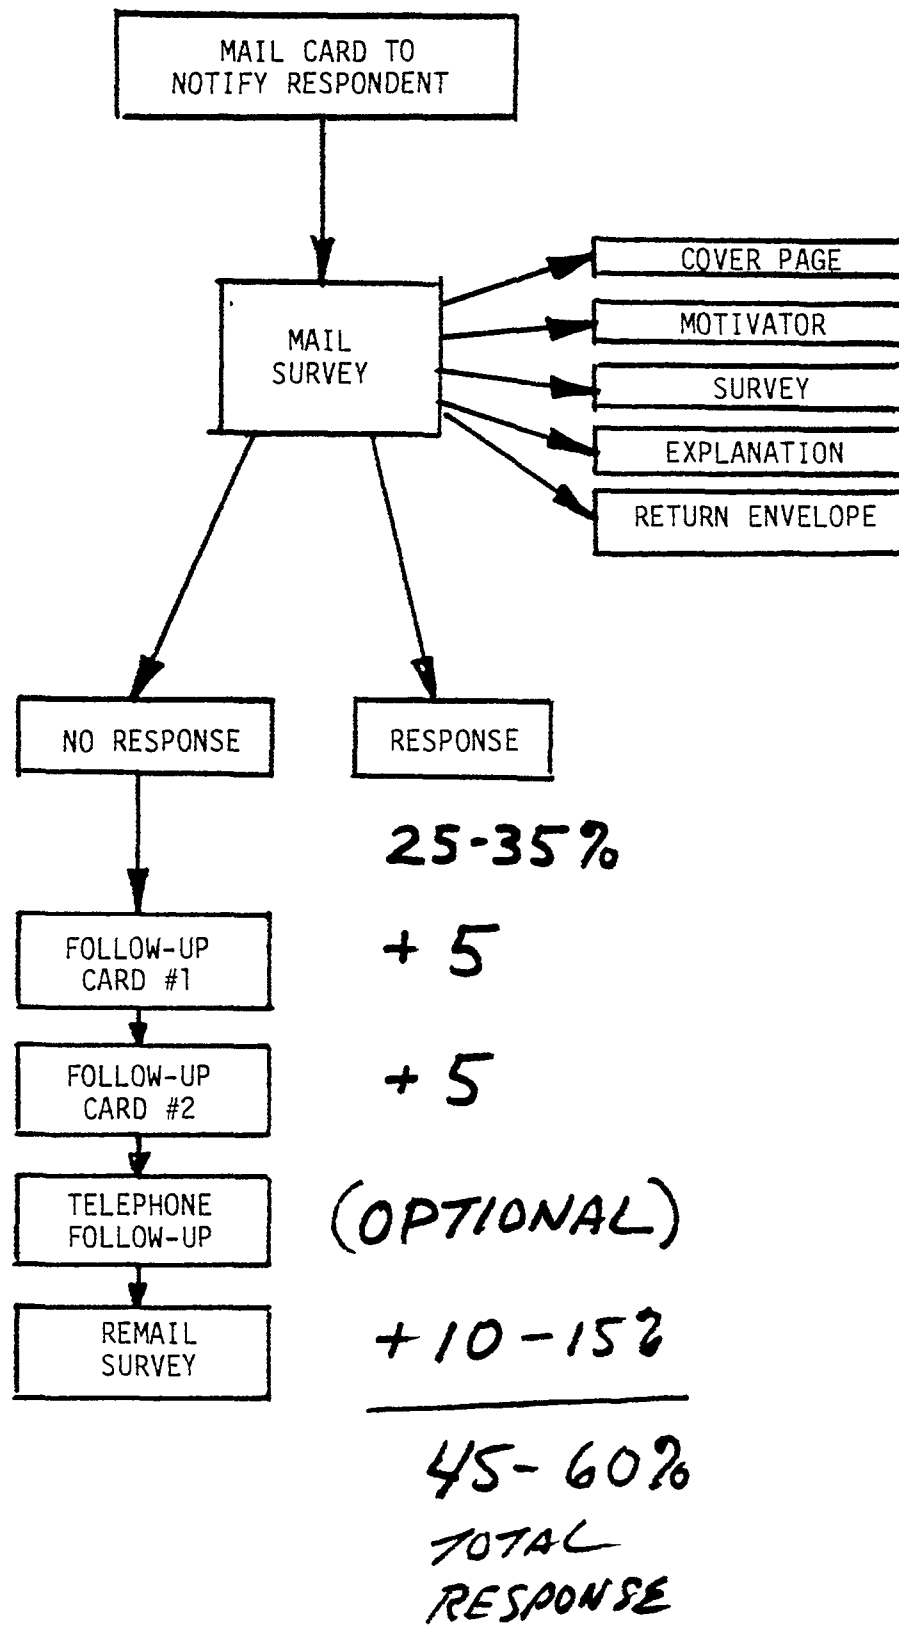 MAIL CARD TO
NOTIFY RESPONDENT
MAIL
SURVEY
COVER PAGE
MOTIVATOR
SURVEY
EXPLANATION
RETURN ENVELOPE
NO RESPONSE
RESPONSE
25-35%
FOLLOW-UP
CARD #1
+ 5
FOLLOW-UP
CARD #2
+ 5
TELEPHONE
FOLLOW-UP
(OPTIONAL)
REMAIL
SURVEY
+ 10 - 15%
45 - 60%
TOTAL
RESPONSE